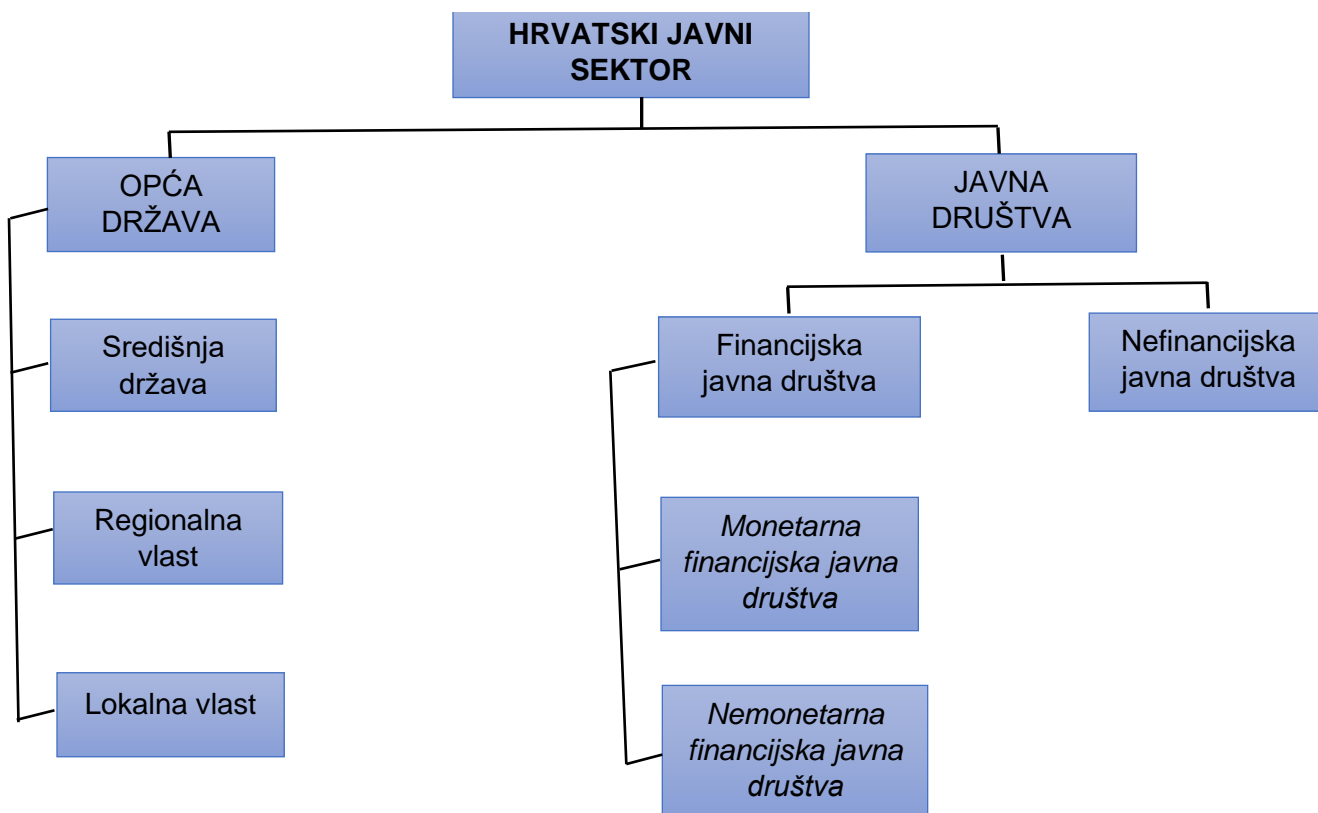 HRVATSKI JAVNI
SEKTOR
OPĆA
DRŽAVA
JAVNA
DRUŠTVA
Središnja
država
Financijska
javna društva
Nefinancijska
javna društva
Regionalna
vlast
Monetarna
financijska javna
društva
Lokalna vlast
Nemonetarna
financijska javna
društva